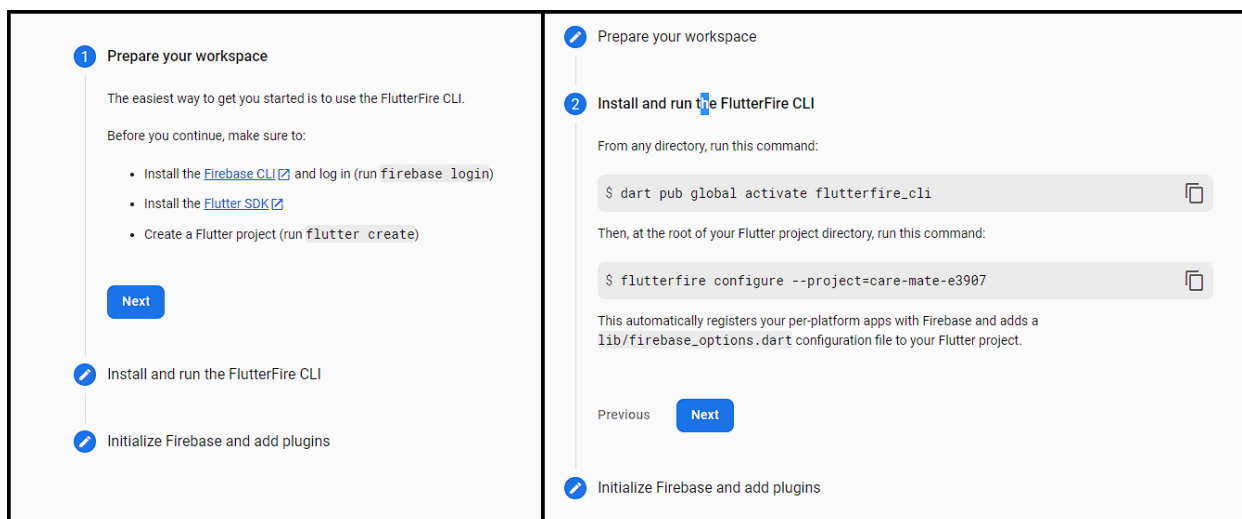 1 Prepare your workspace
The easiest way to get you started is to use the FlutterFire CLI.
Before you continue, make sure to:
• Install the Firebase CLI and log in (run firebase login)
• Install the Flutter SDK
• Create a Flutter project (run flutter create)
Next
Install and run the FlutterFire CLI
Initialize Firebase and add plugins
Prepare your workspace
2 Install and run the FlutterFire CLI
From any directory, run this command:
$ dart pub global activate flutterfire_cli
Then, at the root of your Flutter project directory, run this command:
$ flutterfire configure --project=care-mate-e3907
This automatically registers your per-platform apps with Firebase and adds a
lib/firebase_options.dart configuration file to your Flutter project.
Previous Next
Initialize Firebase and add plugins